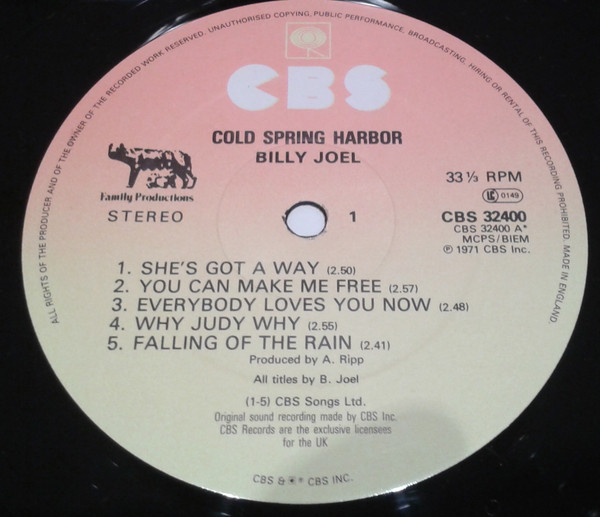 ALL RIGHTS OF THE PRODUCER AND OF THE OWNER OF THE RECORDED WORK RESERVED. UNAUTHORISED COPYING, PUBLIC PERFORMANCE, BROADCASTING, HIRING OR RENTAL OF THIS RECORDING PROHIBITED. MADE IN ENGLAND.
CBS
COLD SPRING HARBOR
BILLY JOEL
Family Productions
STEREO
1
33⅓ RPM
LC 0149
CBS 32400
CBS 32400 A*
MCPS/BIEM
℗ 1971 CBS Inc.
1. SHE'S GOT A WAY (2.50)
2. YOU CAN MAKE ME FREE (2.57)
3. EVERYBODY LOVES YOU NOW (2.48)
4. WHY JUDY WHY (2.55)
5. FALLING OF THE RAIN (2.41)
Produced by A. Ripp
All titles by B. Joel
(1-5) CBS Songs Ltd.
Original sound recording made by CBS Inc.
CBS Records are the exclusive licensees
for the UK
CBS & ® CBS INC.